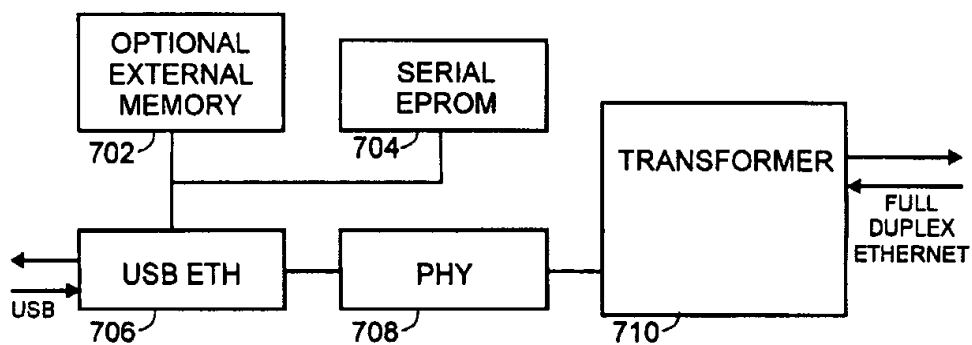 OPTIONAL
EXTERNAL
MEMORY
702
SERIAL
EPROM
704
TRANSFORMER
710
FULL
DUPLEX
ETHERNET
USB
USB ETH
706
PHY
708